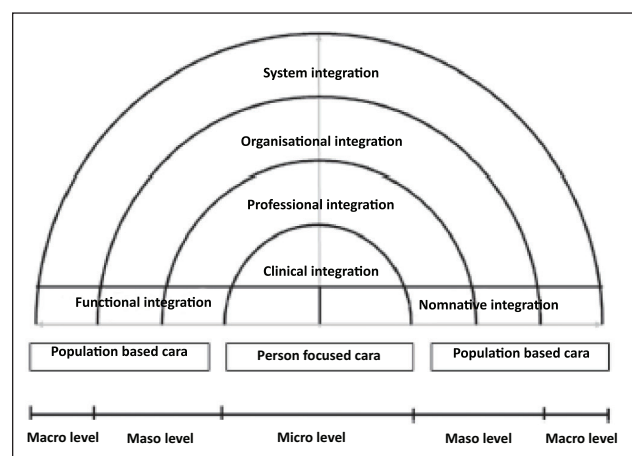 System integration
Organisational integration
Professional integration
Clinical integration
Functional integration Nomnative integration
Population based cara Person focused cara Population based cara
Macro level Maso level Micro level Maso level Macro level